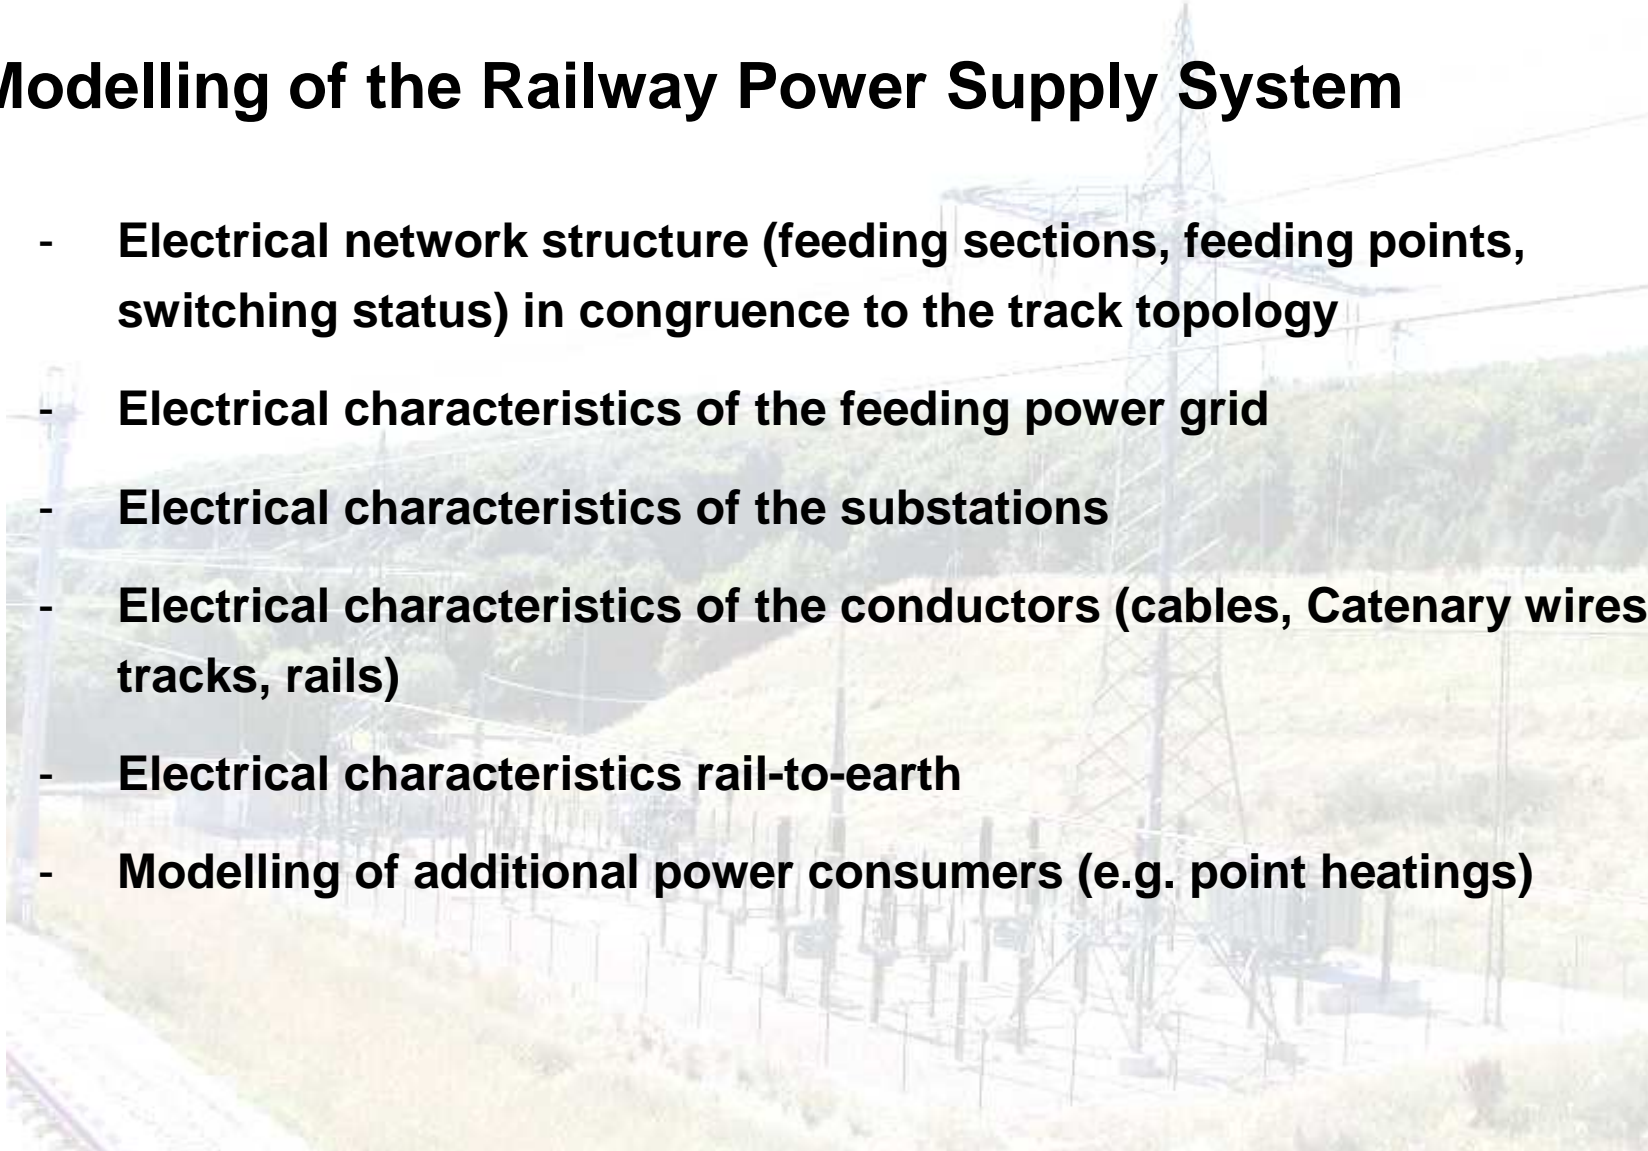 Modelling of the Railway Power Supply System
- Electrical network structure (feeding sections, feeding points,
switching status) in congruence to the track topology
- Electrical characteristics of the feeding power grid
- Electrical characteristics of the substations
- Electrical characteristics of the conductors (cables, Catenary wires
tracks, rails)
- Electrical characteristics rail-to-earth
- Modelling of additional power consumers (e.g. point heatings)